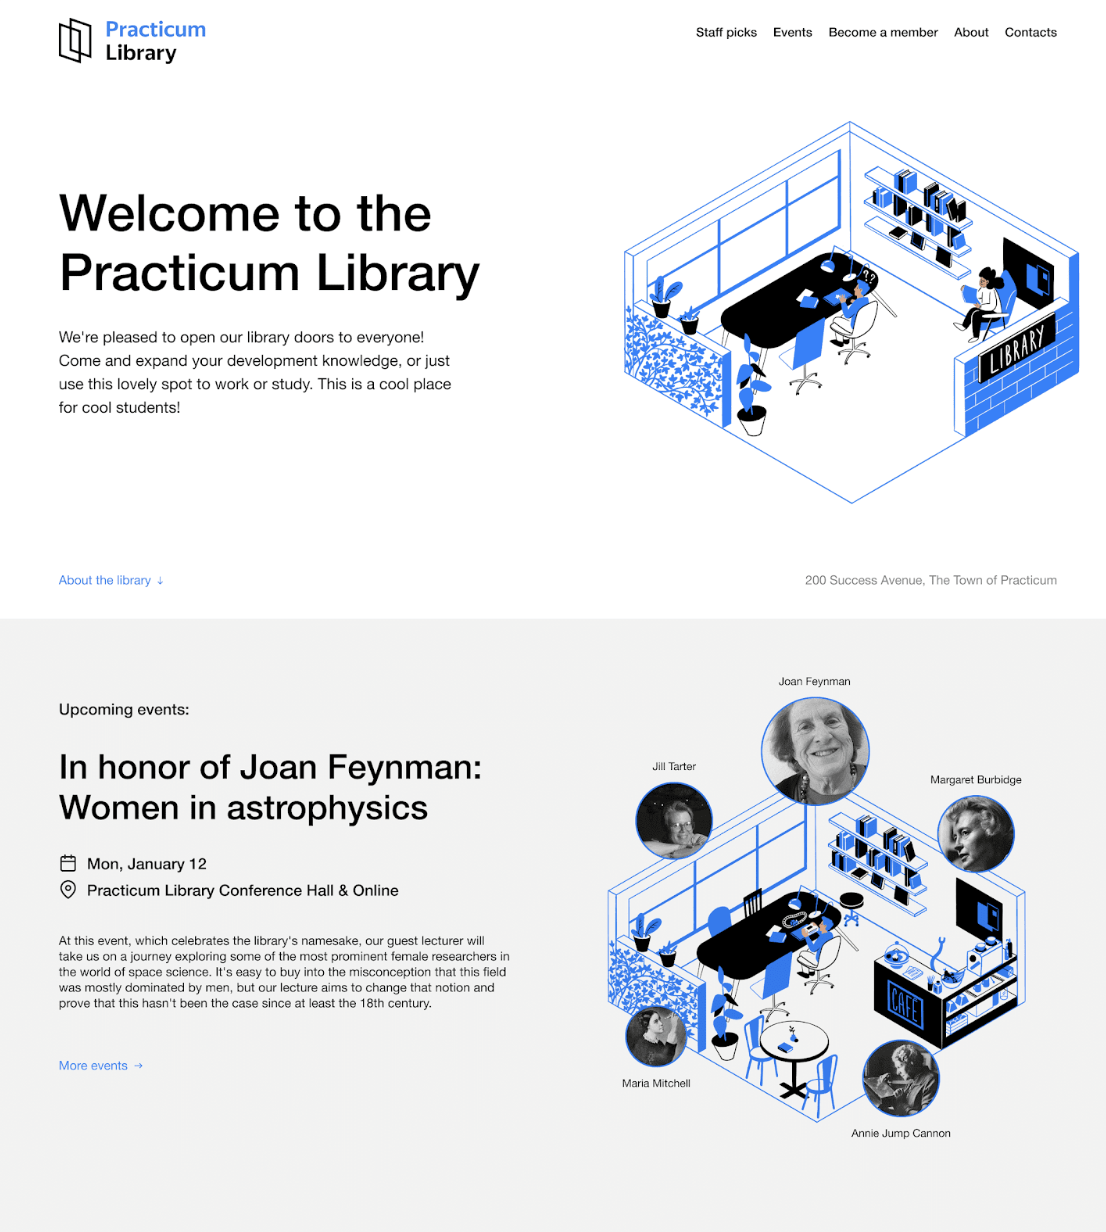 Practicum
Library
Staff picks Events Become a member About Contacts
Welcome to the
Practicum Library
We're pleased to open our library doors to everyone!
Come and expand your development knowledge, or just
use this lovely spot to work or study. This is a cool place
for cool students!
??
LIBRARY
About the library ↓
200 Success Avenue, The Town of Practicum
Upcoming events:
In honor of Joan Feynman:
Women in astrophysics
Mon, January 12
Practicum Library Conference Hall & Online
At this event, which celebrates the library's namesake, our guest lecturer will
take us on a journey exploring some of the most prominent female researchers in
the world of space science. It's easy to buy into the misconception that this field
was mostly dominated by men, but our lecture aims to change that notion and
prove that this hasn't been the case since at least the 18th century.
More events →
Joan Feynman
Jill Tarter
Margaret Burbidge
CAFE
Maria Mitchell
Annie Jump Cannon